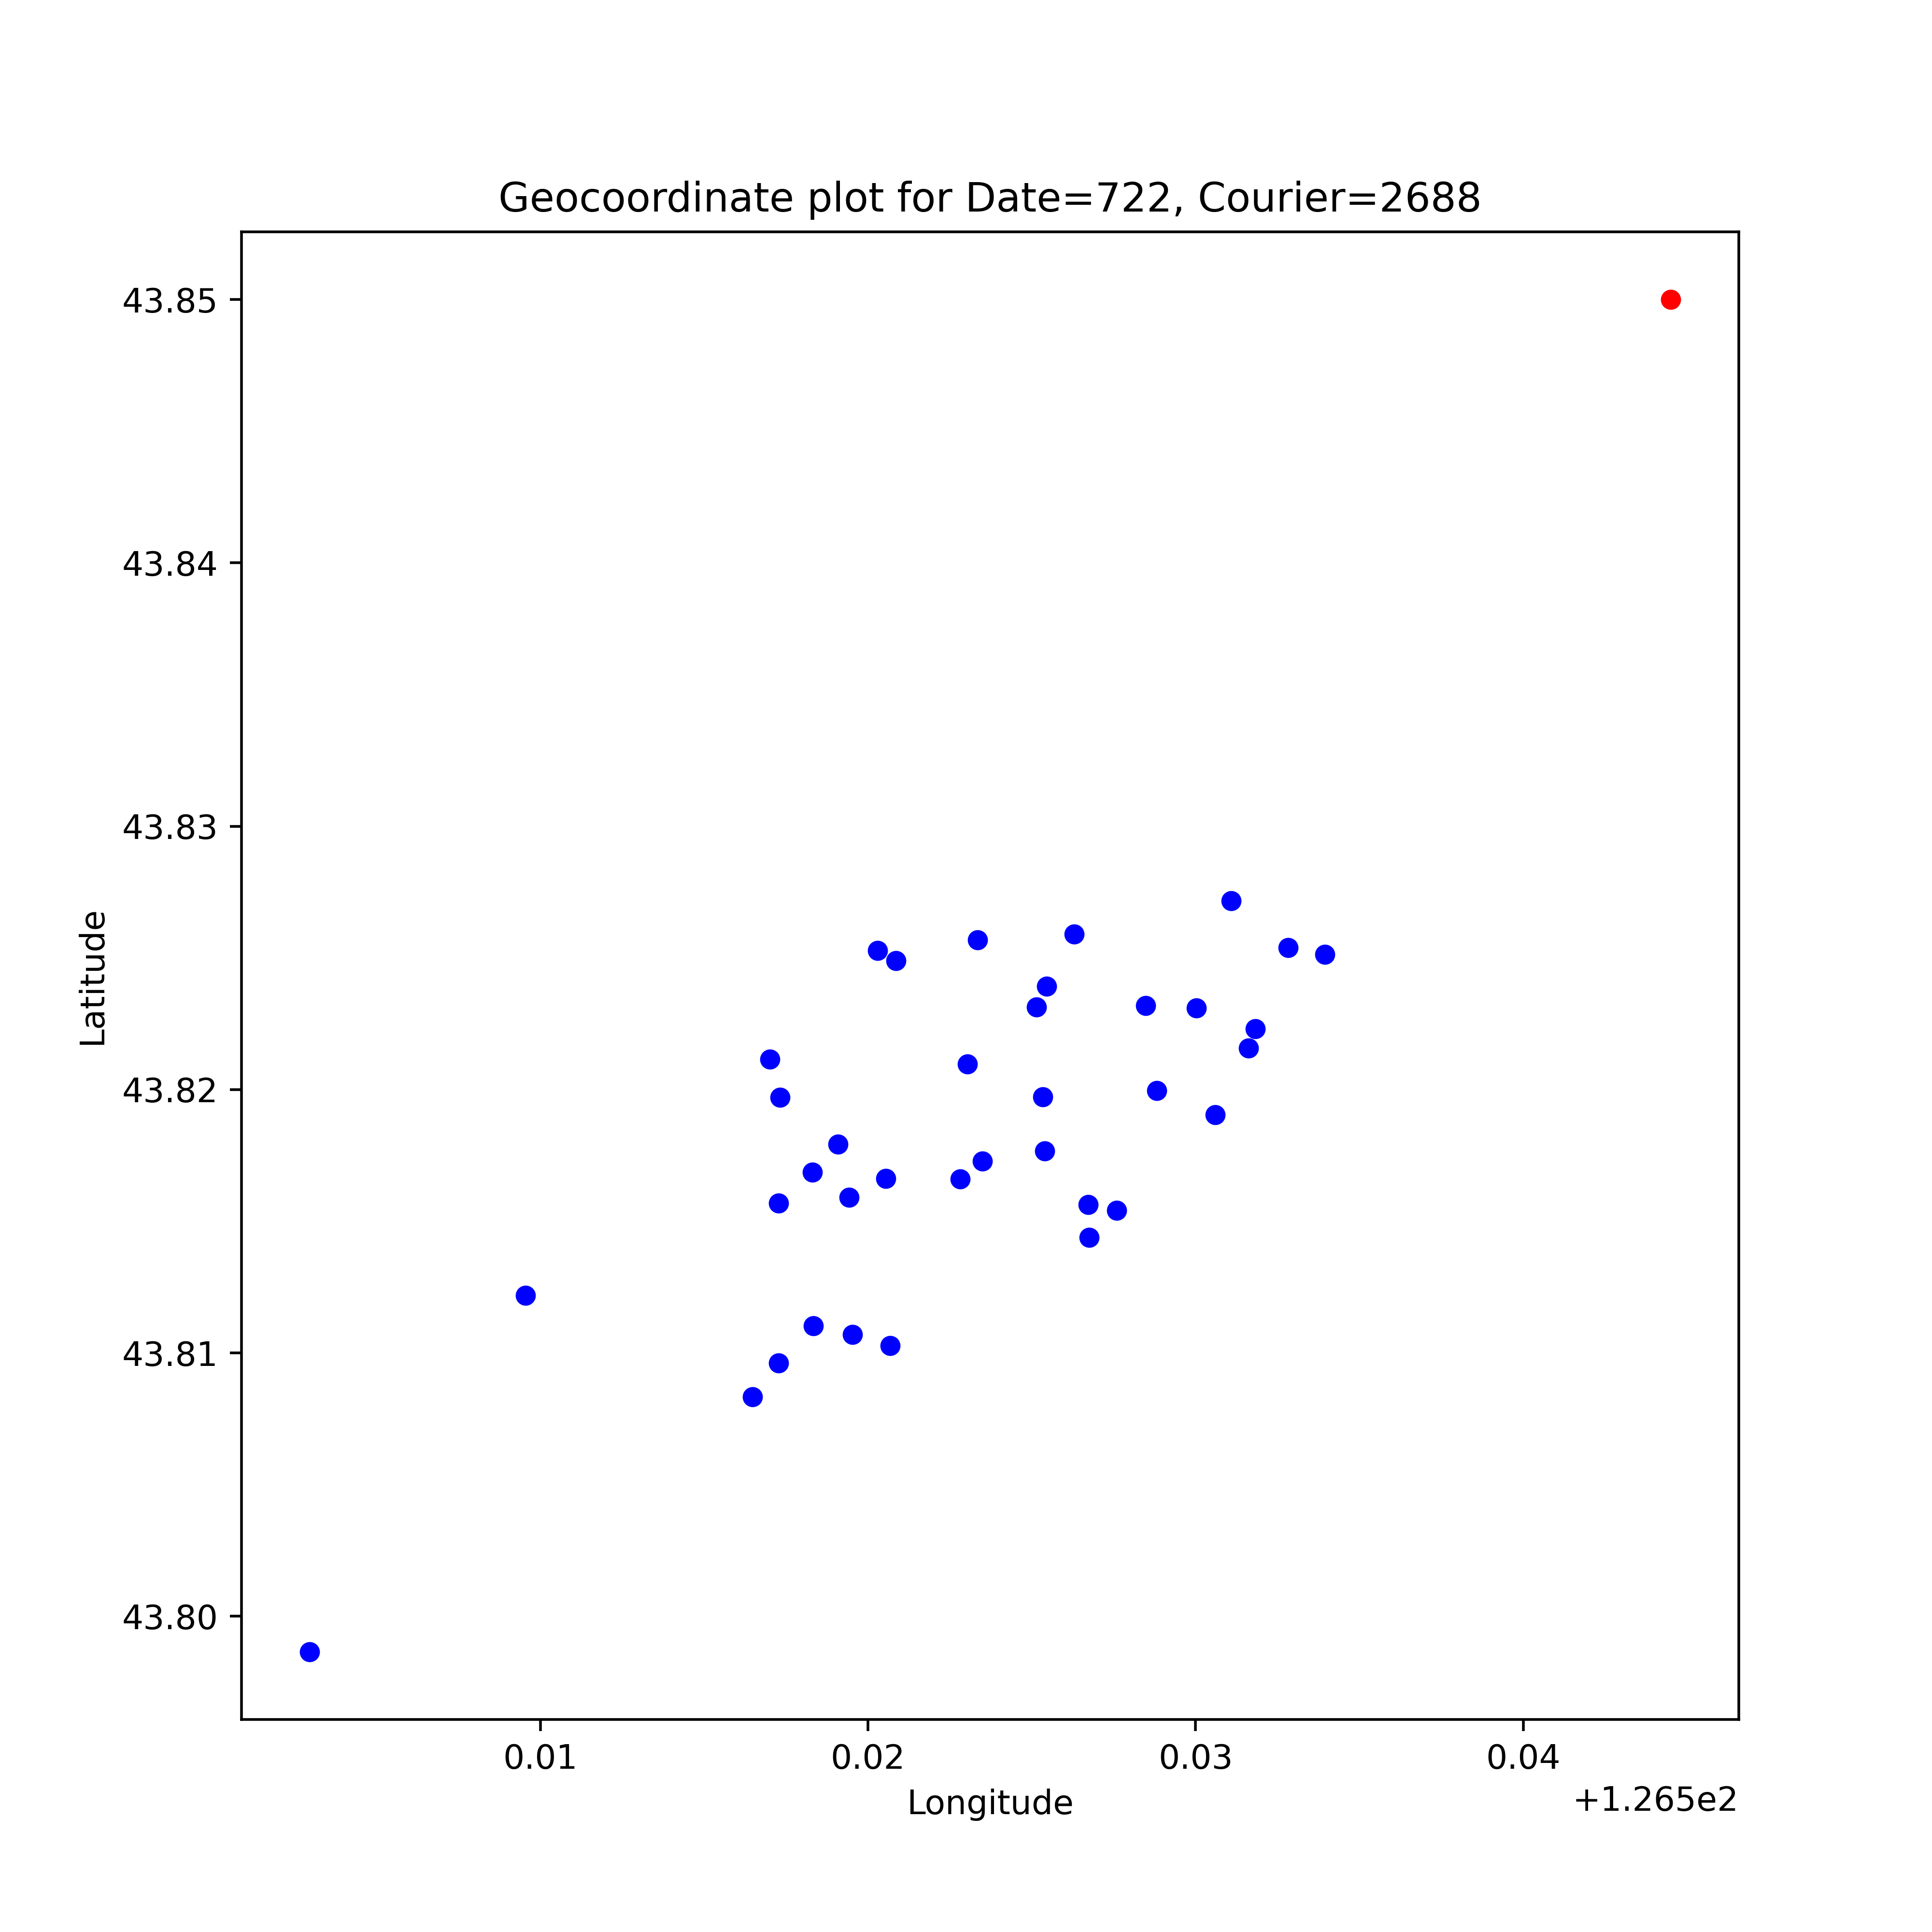 Geocoordinate plot for Date=722, Courier=2688
43.85
43.84
43.83
43.82
43.81
43.80
Latitude
0.01 0.02 0.03 0.04
Longitude
+1.265e2